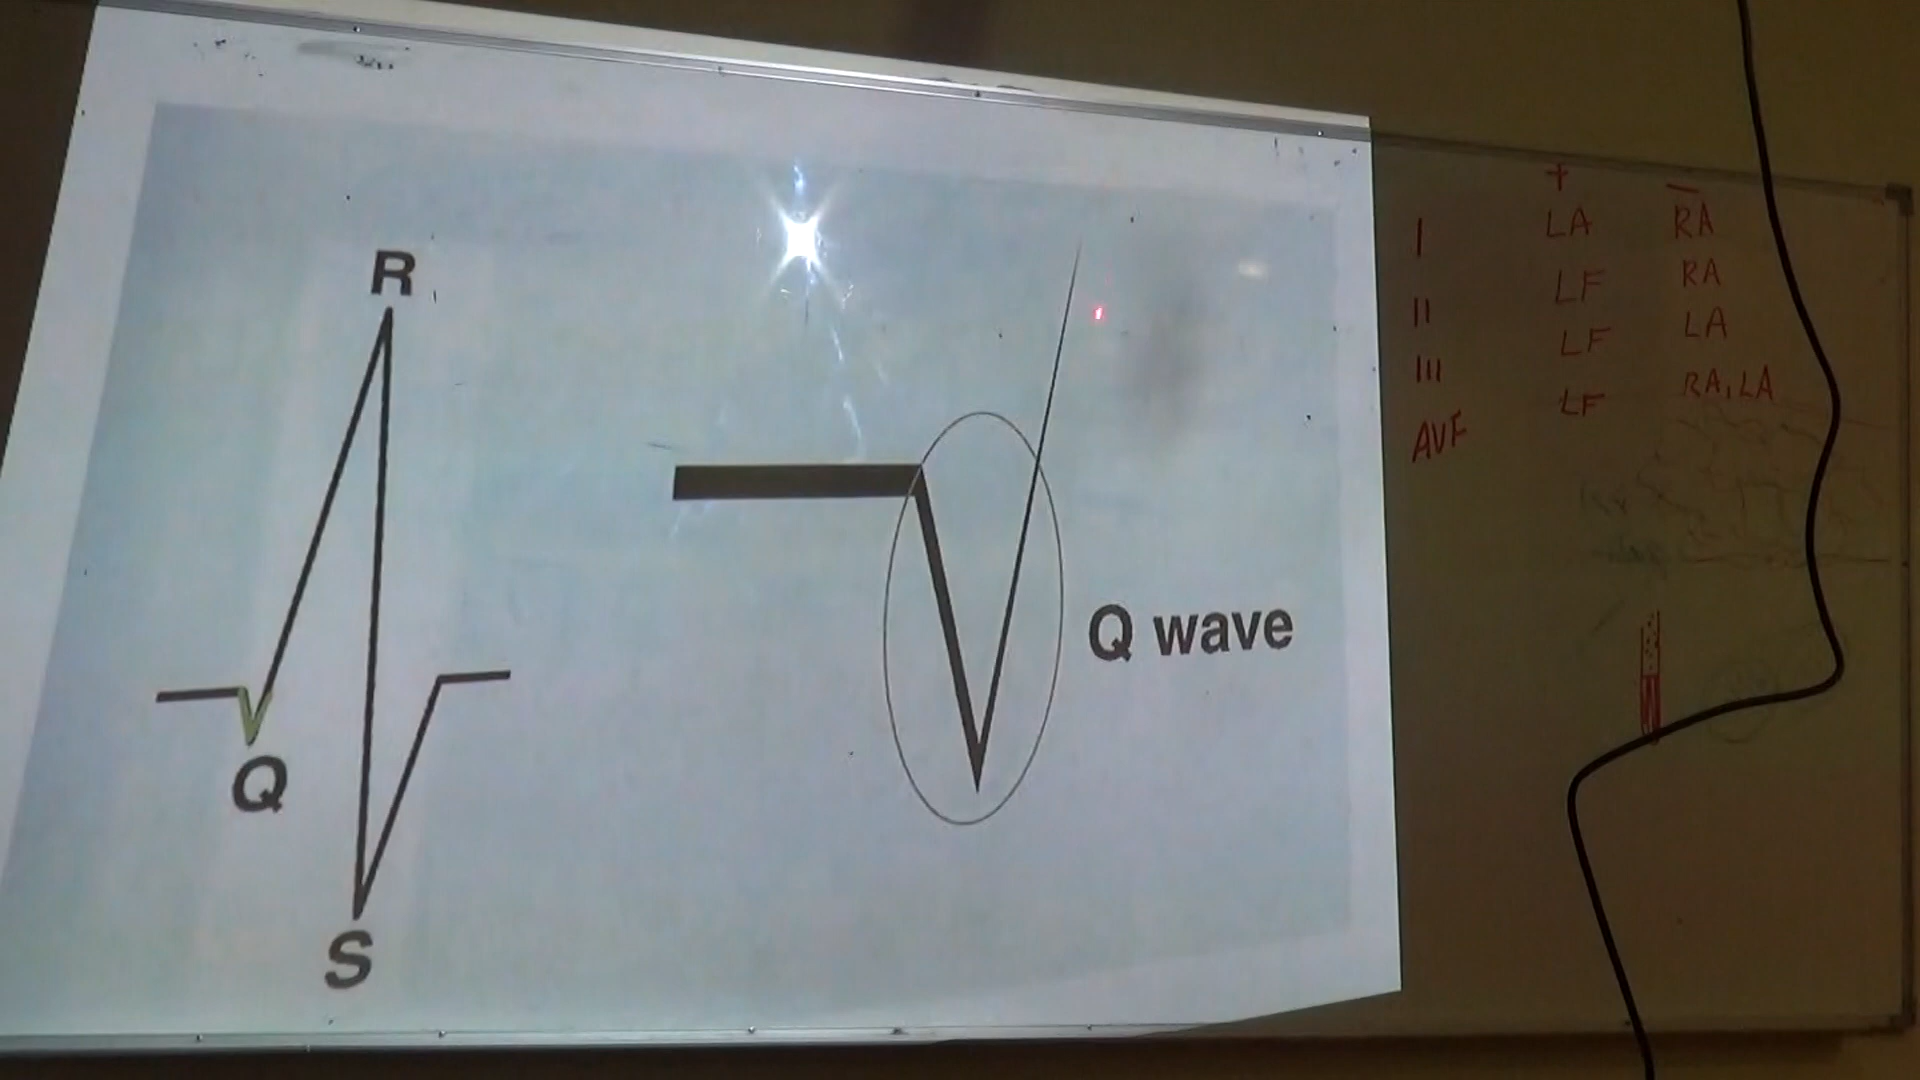 R
Q
S
Q wave
+ −
I LA RA
II LF RA
III LF LA
AVF LF RA, LA